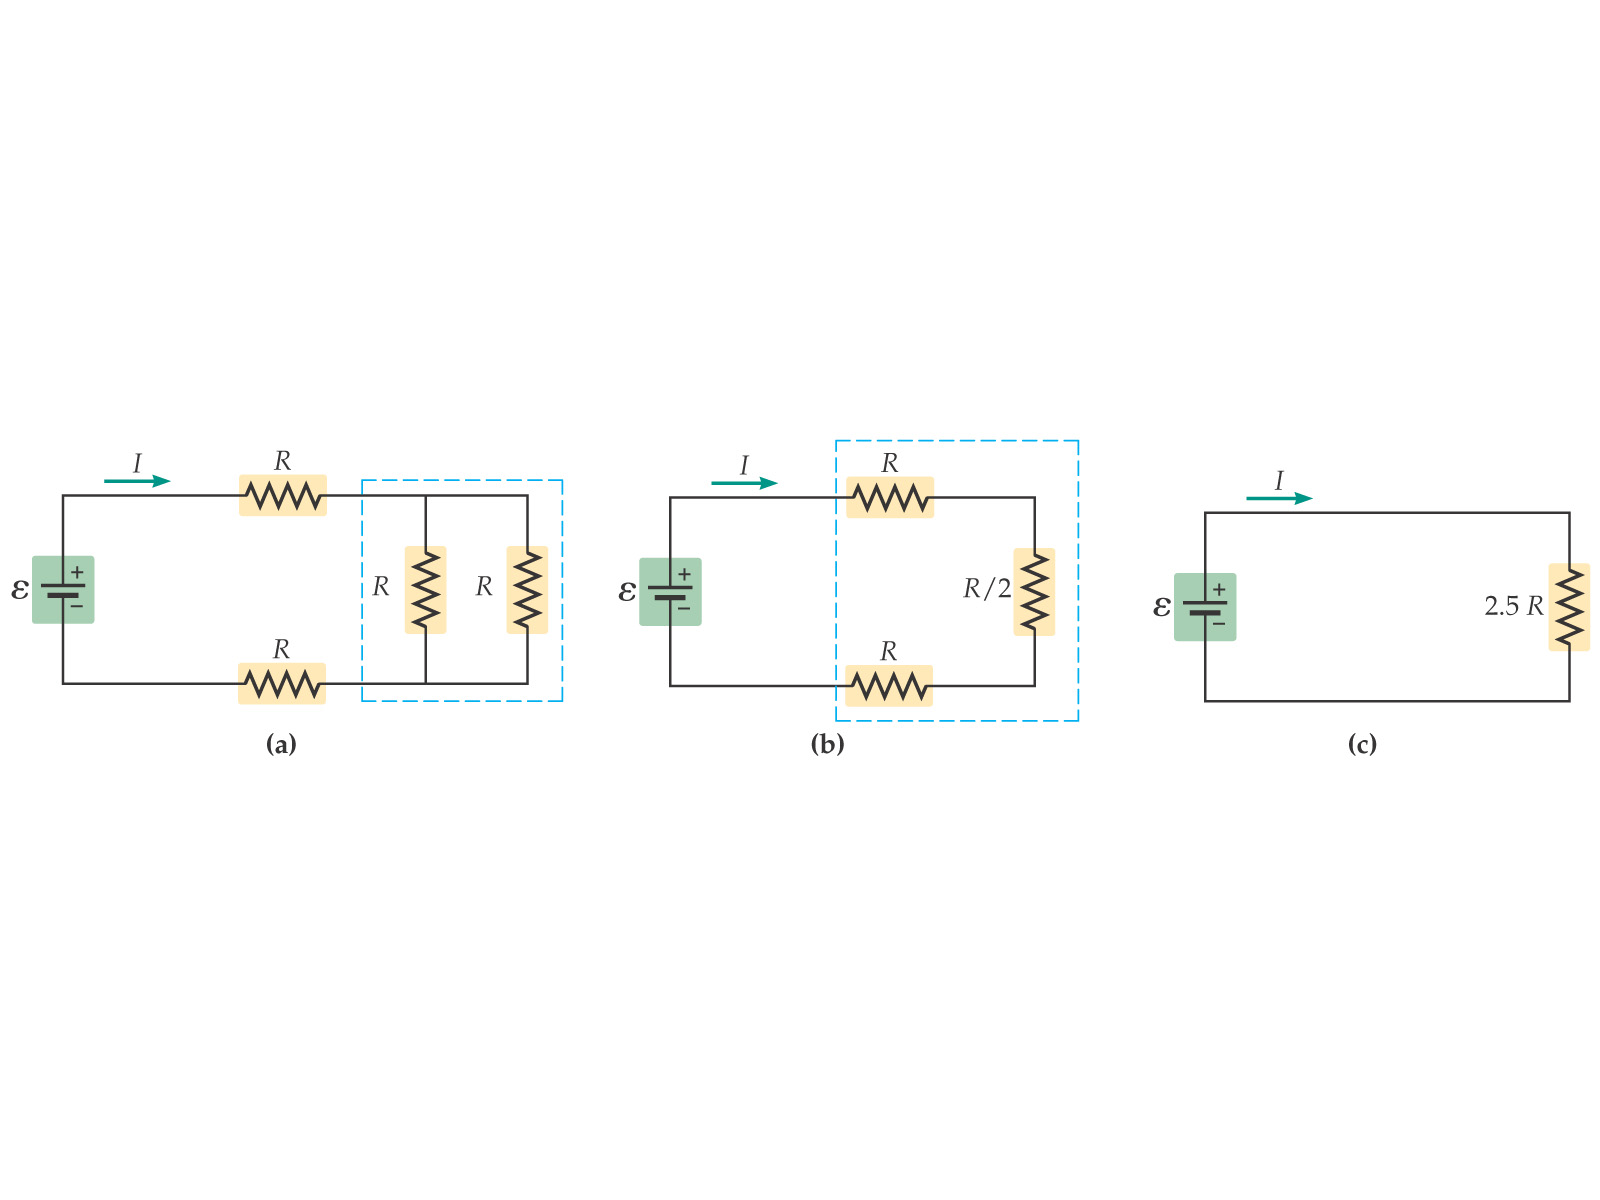 I
R
ε
+
−
R
R
R
(a)
I
R
ε
+
−
R/2
R
(b)
I
ε
+
−
2.5 R
(c)